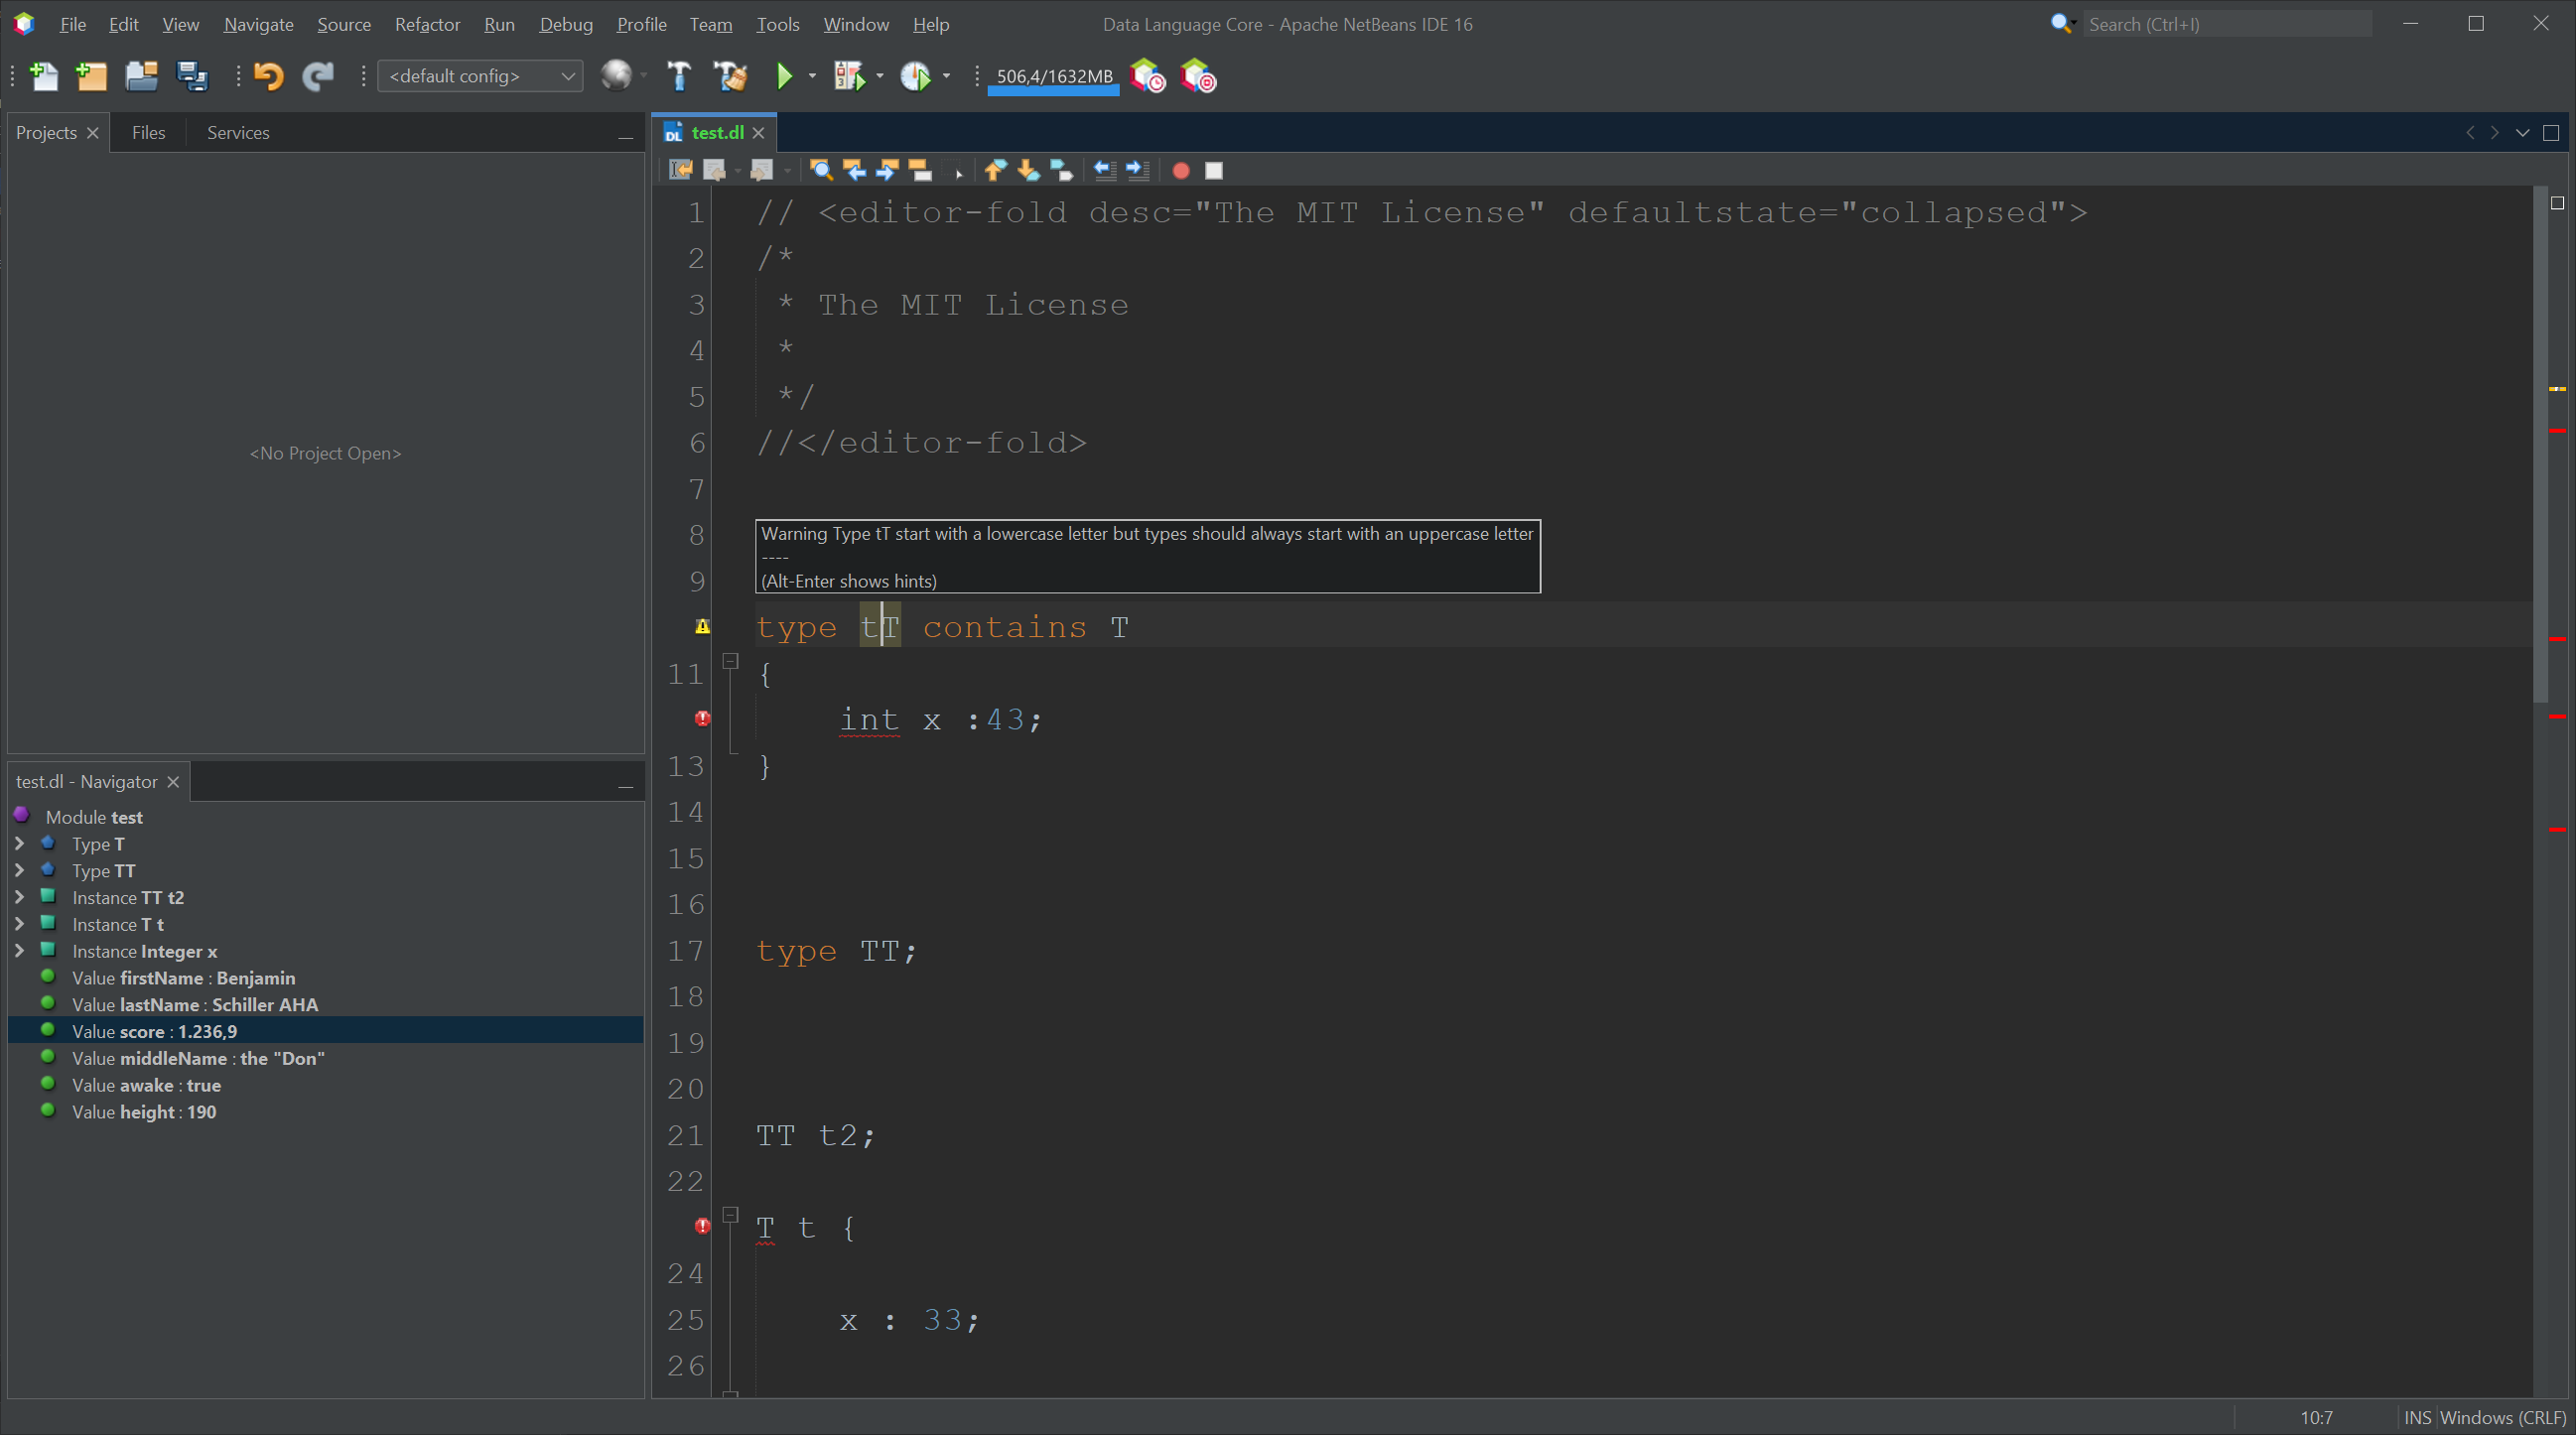 File Edit View Navigate Source Refactor Run Debug Profile Team Tools Window Help
Data Language Core - Apache NetBeans IDE 16
Search (Ctrl+I)
<default config>
506,4/1632MB
Projects Files Services
<No Project Open>
test.dl - Navigator
Module test
Type T
Type TT
Instance TT t2
Instance T t
Instance Integer x
Value firstName : Benjamin
Value lastName : Schiller AHA
Value score : 1.236,9
Value middleName : the "Don"
Value awake : true
Value height : 190
DL test.dl
1 // <editor-fold desc="The MIT License" defaultstate="collapsed">
2 /*
3 * The MIT License
4 *
5 */
6 //</editor-fold>
7
8
9
Warning Type tT start with a lowercase letter but types should always start with an uppercase letter
----
(Alt-Enter shows hints)
type tT contains T
11 {
int x :43;
13 }
14
15
16
17 type TT;
18
19
20
21 TT t2;
22
T t {
24
25 x : 33;
26
10:7 INS Windows (CRLF)